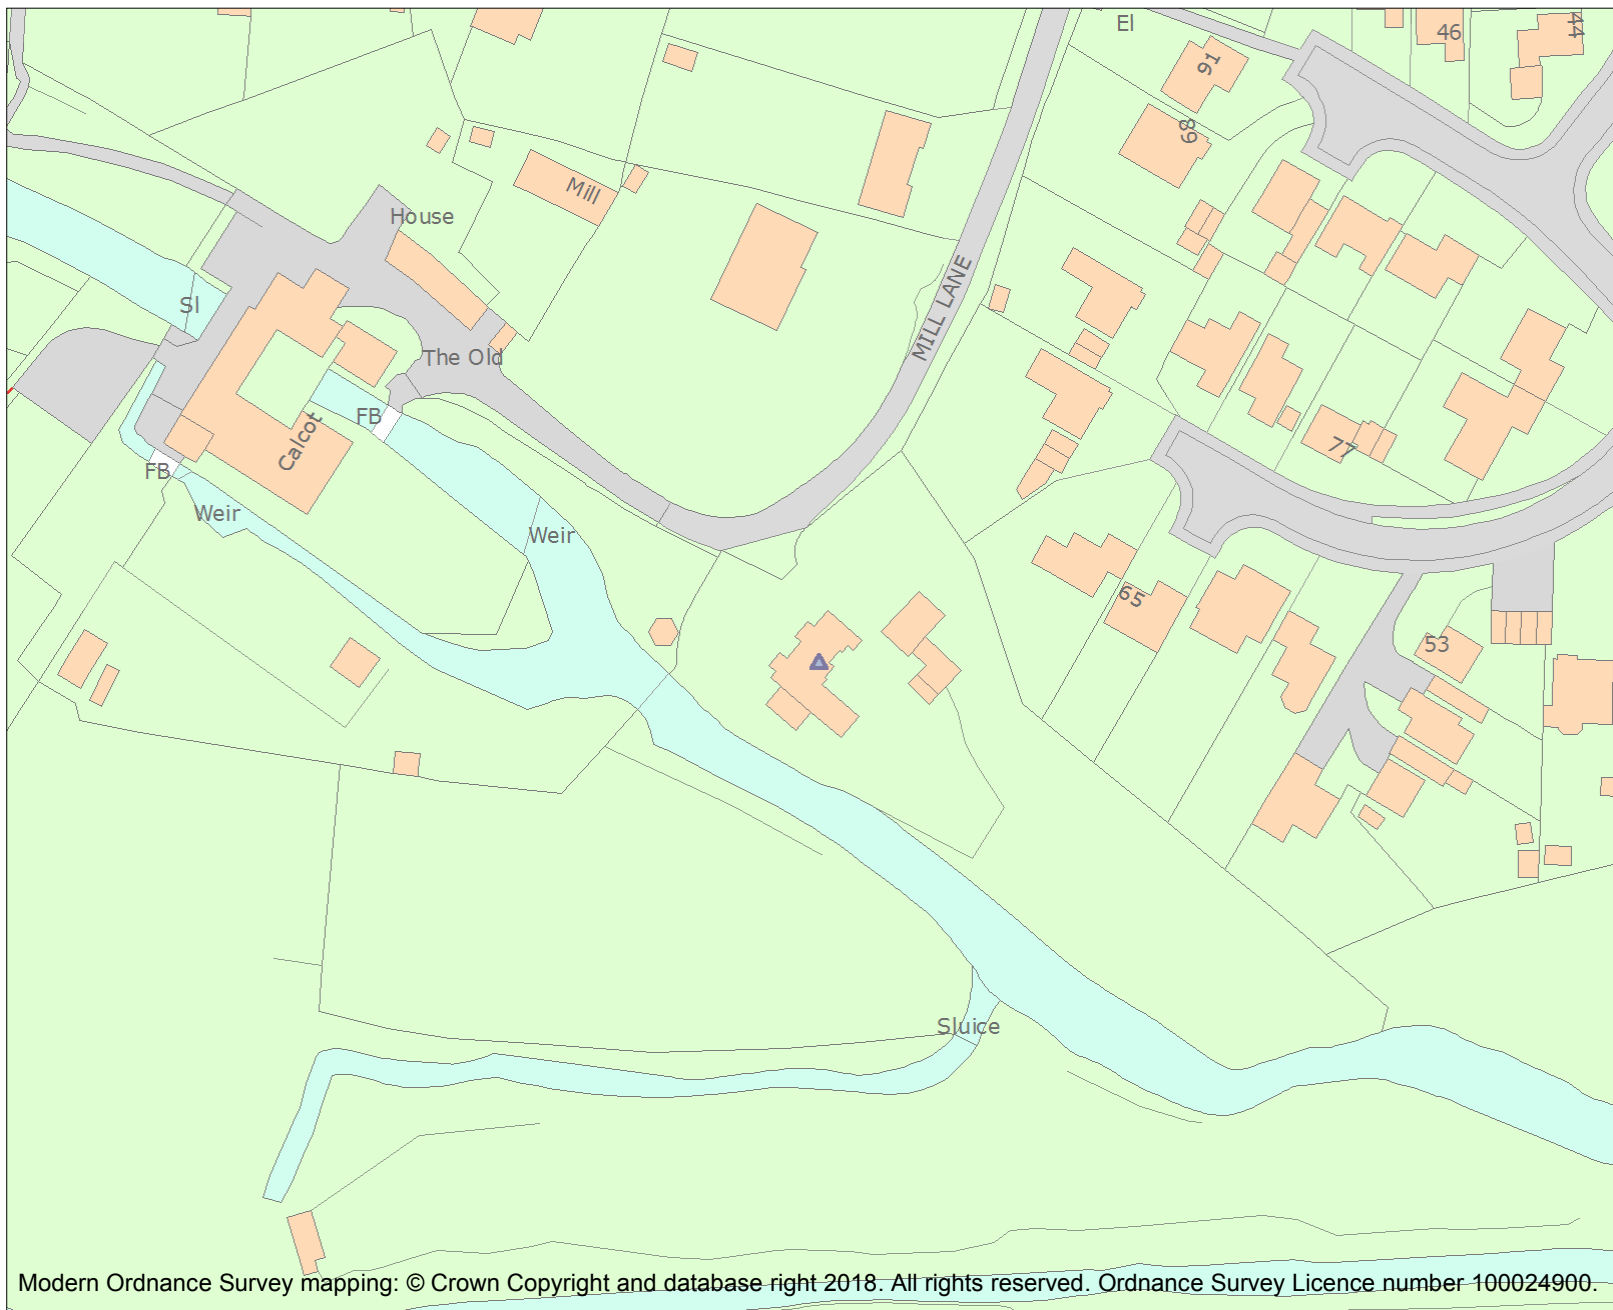 El
46
44
91
89
Mill
House
MILL LANE
Sl
The Old
FB
Calcot
77
FB
Weir
Weir
65
53
Sluice
Modern Ordnance Survey mapping: © Crown Copyright and database right 2018. All rights reserved. Ordnance Survey Licence number 100024900.